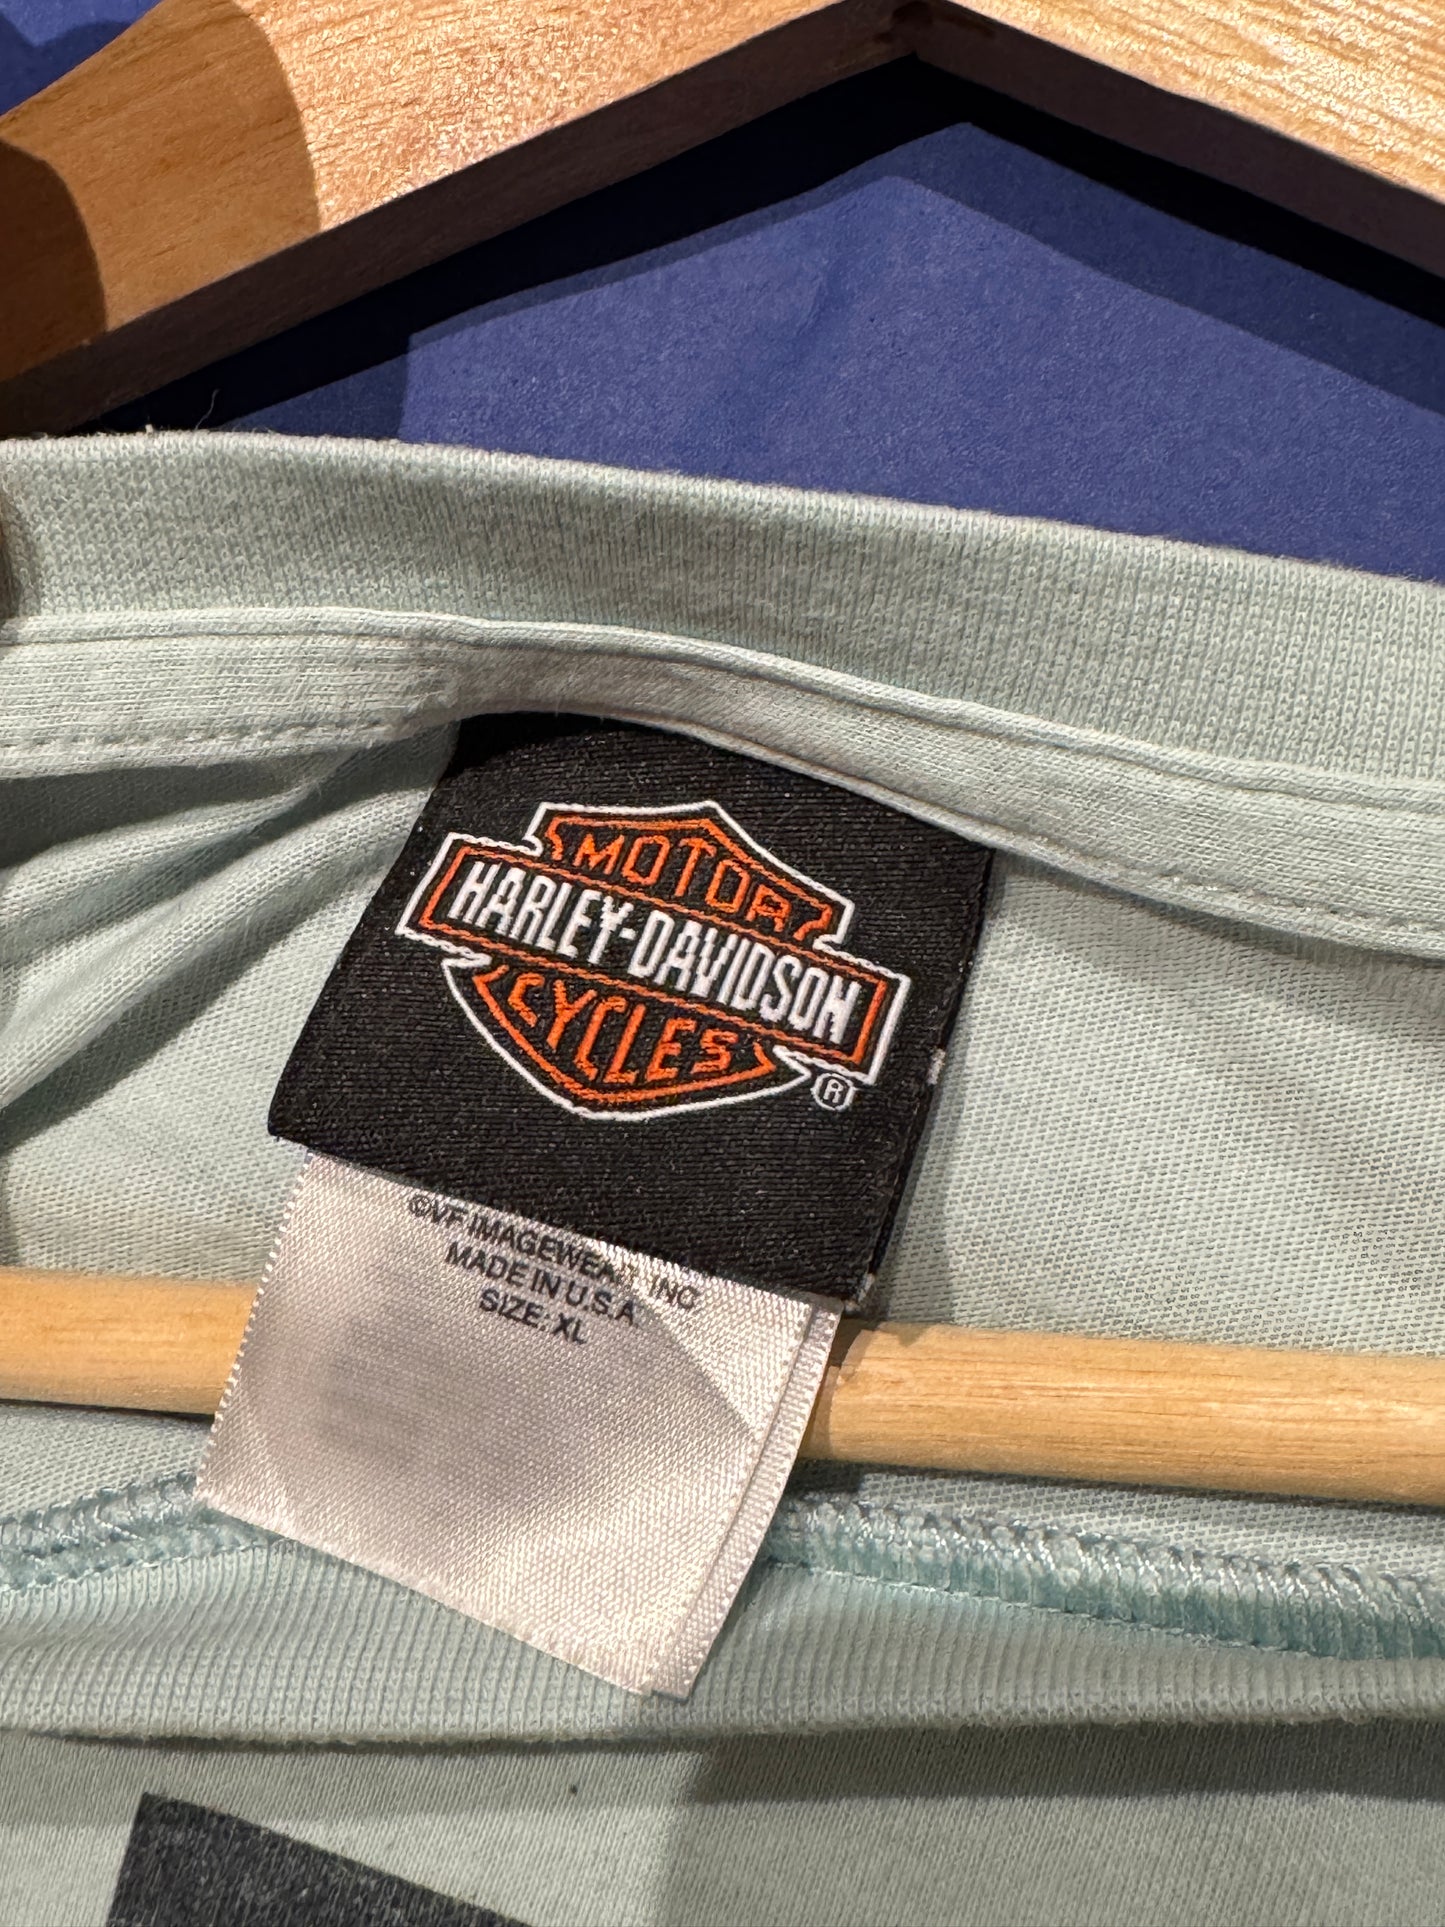 MOTOR
HARLEY-DAVIDSON
CYCLES
®
©VF IMAGEWEAR, INC
MADE IN U.S.A.
SIZE: XL